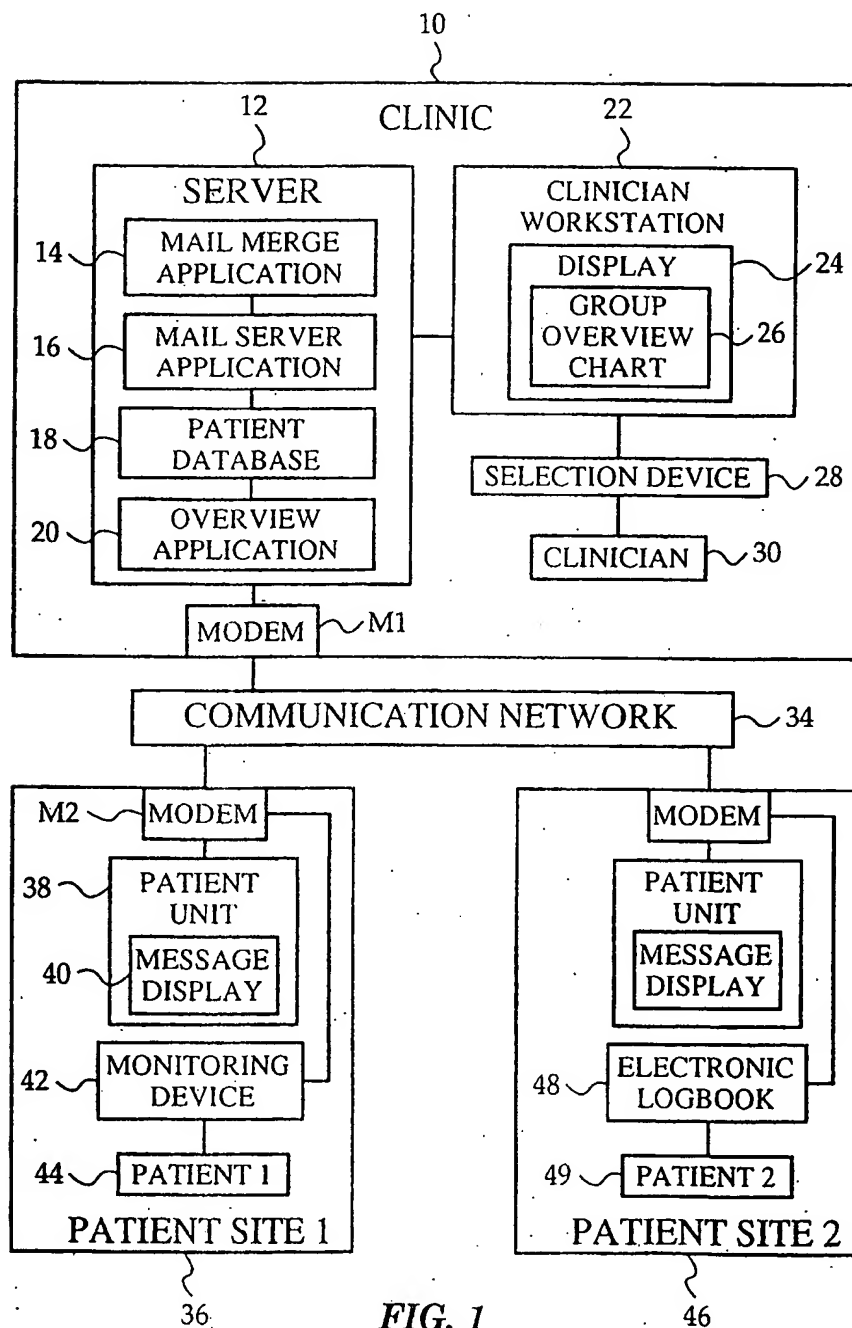 10
CLINIC
12
SERVER
14
MAIL MERGE
APPLICATION
16
MAIL SERVER
APPLICATION
18
PATIENT
DATABASE
20
OVERVIEW
APPLICATION
22
CLINICIAN
WORKSTATION
DISPLAY
24
GROUP
OVERVIEW
CHART
26
SELECTION DEVICE
28
CLINICIAN
30
MODEM
M1
COMMUNICATION NETWORK
34
M2
MODEM
38
PATIENT
UNIT
40
MESSAGE
DISPLAY
42
MONITORING
DEVICE
44
PATIENT 1
PATIENT SITE 1
36
MODEM
PATIENT
UNIT
MESSAGE
DISPLAY
48
ELECTRONIC
LOGBOOK
49
PATIENT 2
PATIENT SITE 2
46
FIG. 1